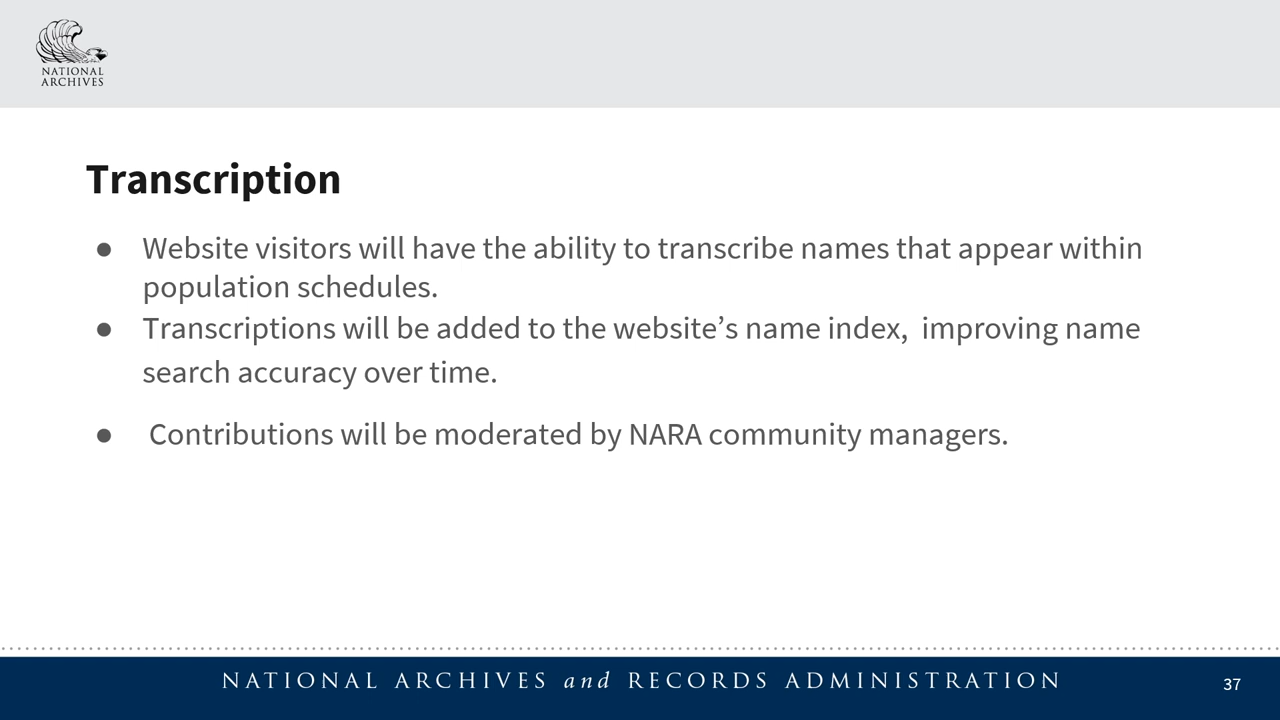 NATIONAL
ARCHIVES
Transcription
● Website visitors will have the ability to transcribe names that appear within
population schedules.
● Transcriptions will be added to the website’s name index,  improving name
search accuracy over time.
●  Contributions will be moderated by NARA community managers.
NATIONAL ARCHIVES and RECORDS ADMINISTRATION
37